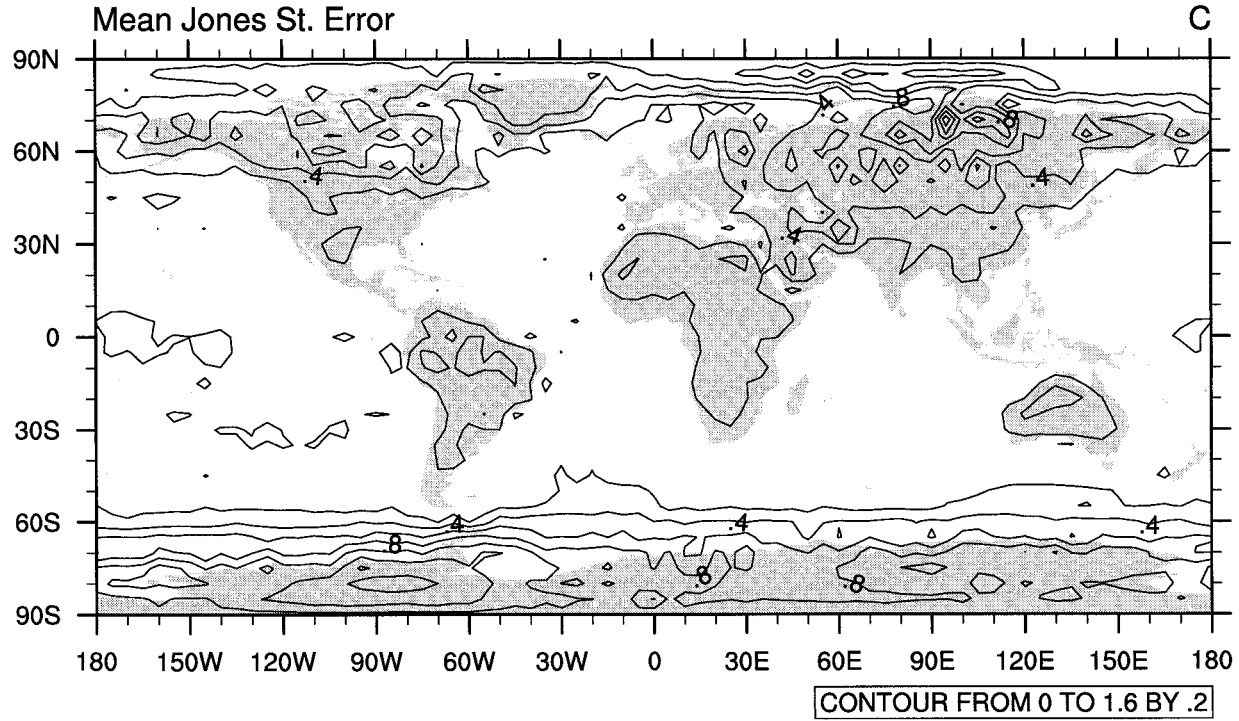 Mean Jones St. Error C
90N
.4 .8
.8
60N
.4 .4
30N
.4
0
30S
60S
.4 .4 .4
.8
.8 .8
90S
180 150W 120W 90W 60W 30W 0 30E 60E 90E 120E 150E 180
CONTOUR FROM 0 TO 1.6 BY .2